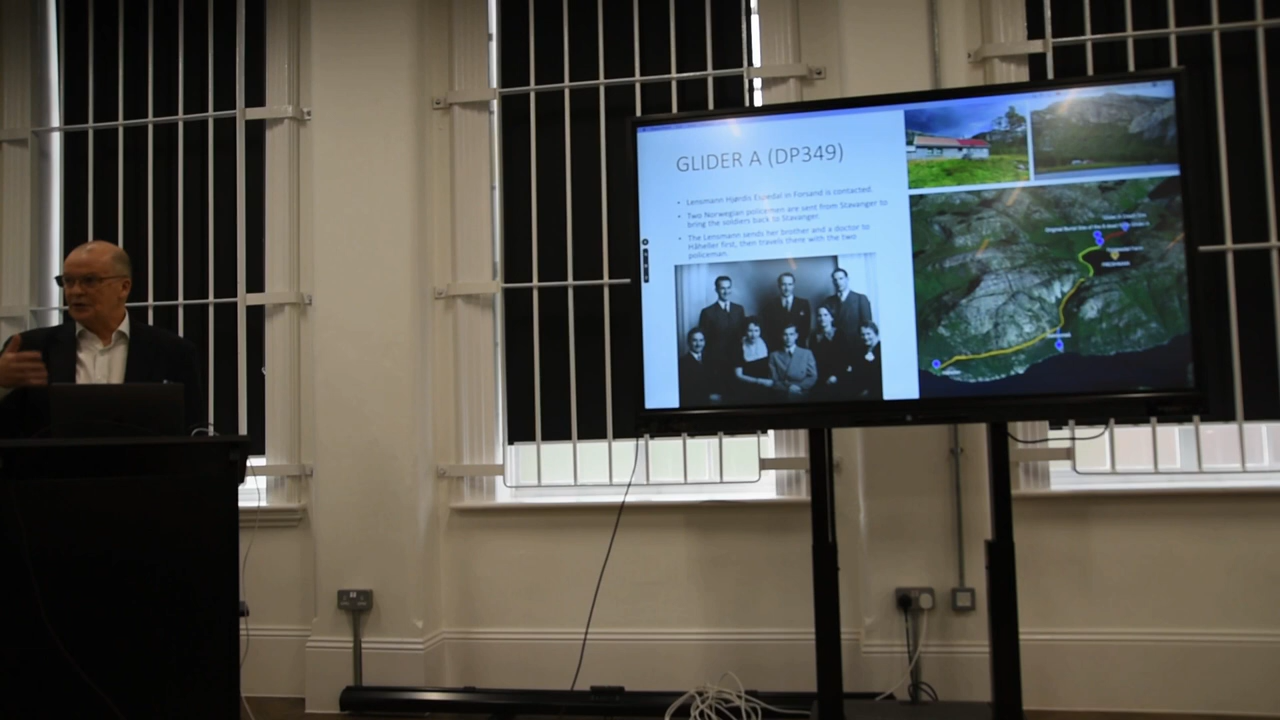 GLIDER A (DP349)
• Lensmann Hjørdis Espedal in Forsand is contacted.
• Two Norwegian policemen are sent from Stavanger to
bring the soldiers back to Stavanger.
• The Lensmann sends her brother and a doctor to
Håheller first, then travels there with the two
policeman.